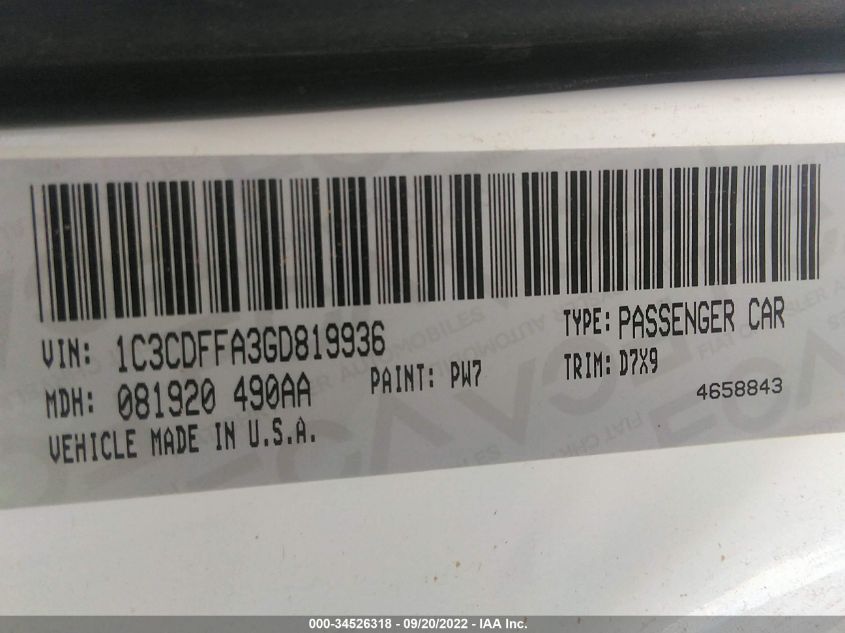 VIN: 1C3CDFFA3GD819936
TYPE: PASSENGER CAR
MDH: 081920 490AA
PAINT: PW7
TRIM: D7X9
VEHICLE MADE IN U.S.A.
4658843
000-34526318 - 09/20/2022 - IAA Inc.